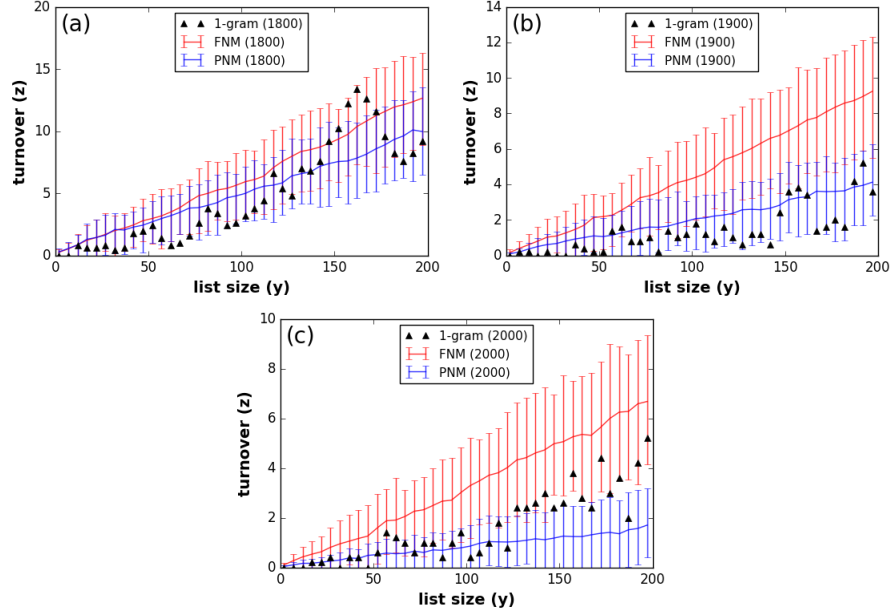 (a)
1-gram (1800)
FNM (1800)
PNM (1800)
20
15
10
5
0
turnover (z)
0 50 100 150 200
list size (y)
(b)
1-gram (1900)
FNM (1900)
PNM (1900)
14
12
10
8
6
4
2
0
turnover (z)
0 50 100 150 200
list size (y)
(c)
1-gram (2000)
FNM (2000)
PNM (2000)
10
8
6
4
2
0
turnover (z)
0 50 100 150 200
list size (y)